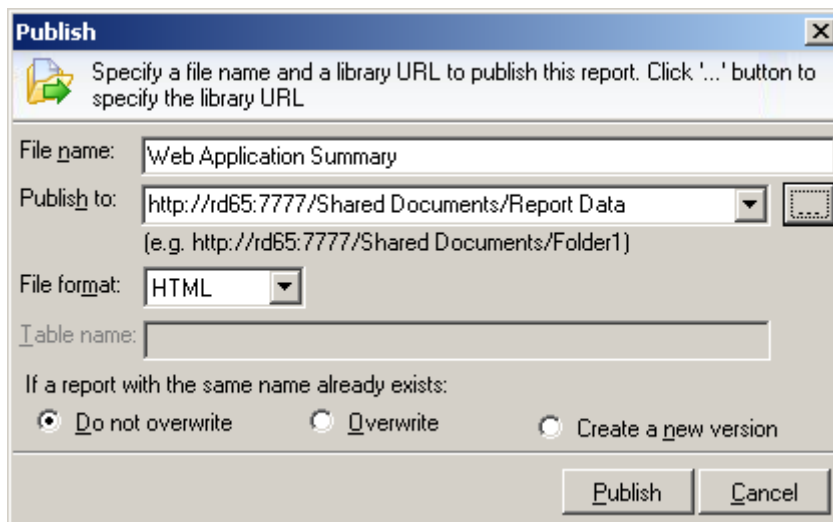 Publish
Specify a file name and a library URL to publish this report. Click '...' button to
specify the library URL
File name: Web Application Summary
Publish to: http://rd65:7777/Shared Documents/Report Data ...
(e.g. http://rd65:7777/Shared Documents/Folder1)
File format: HTML
Table name:
If a report with the same name already exists:
Do not overwrite Overwrite Create a new version
Publish Cancel